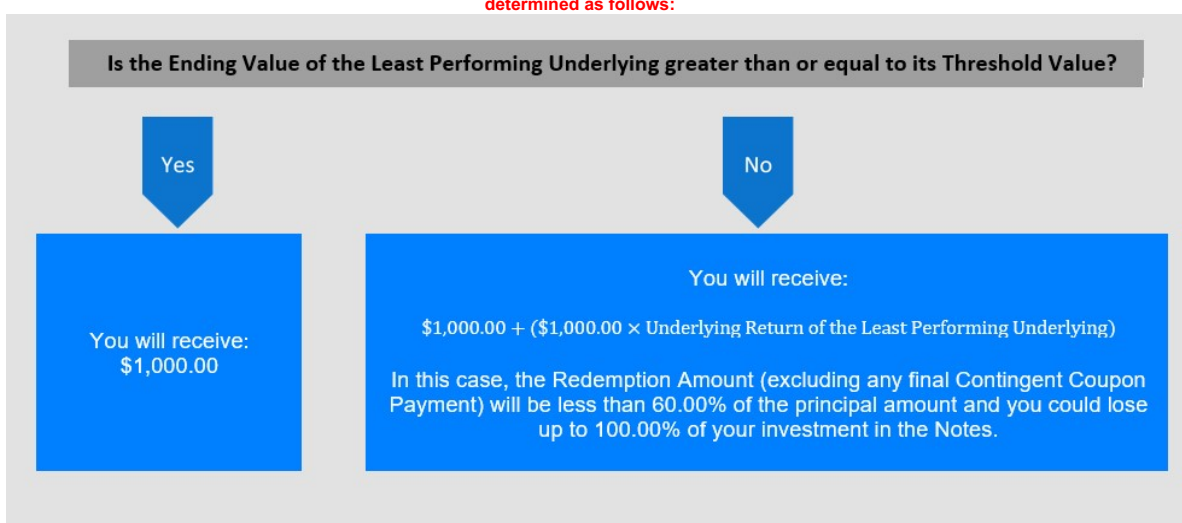 determined as follows:
Is the Ending Value of the Least Performing Underlying greater than or equal to its Threshold Value?
Yes
No
You will receive:
$1,000.00
You will receive:
$1,000.00 + ($1,000.00 × Underlying Return of the Least Performing Underlying)
In this case, the Redemption Amount (excluding any final Contingent Coupon
Payment) will be less than 60.00% of the principal amount and you could lose
up to 100.00% of your investment in the Notes.